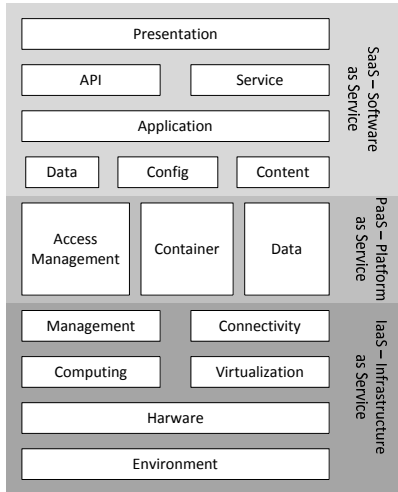 Presentation
API
Service
Application
Data
Config
Content
SaaS – Software
as Service
Access
Management
Container
Data
PaaS – Platform
as Service
Management
Connectivity
Computing
Virtualization
Harware
Environment
IaaS – Infrastructure
as Service